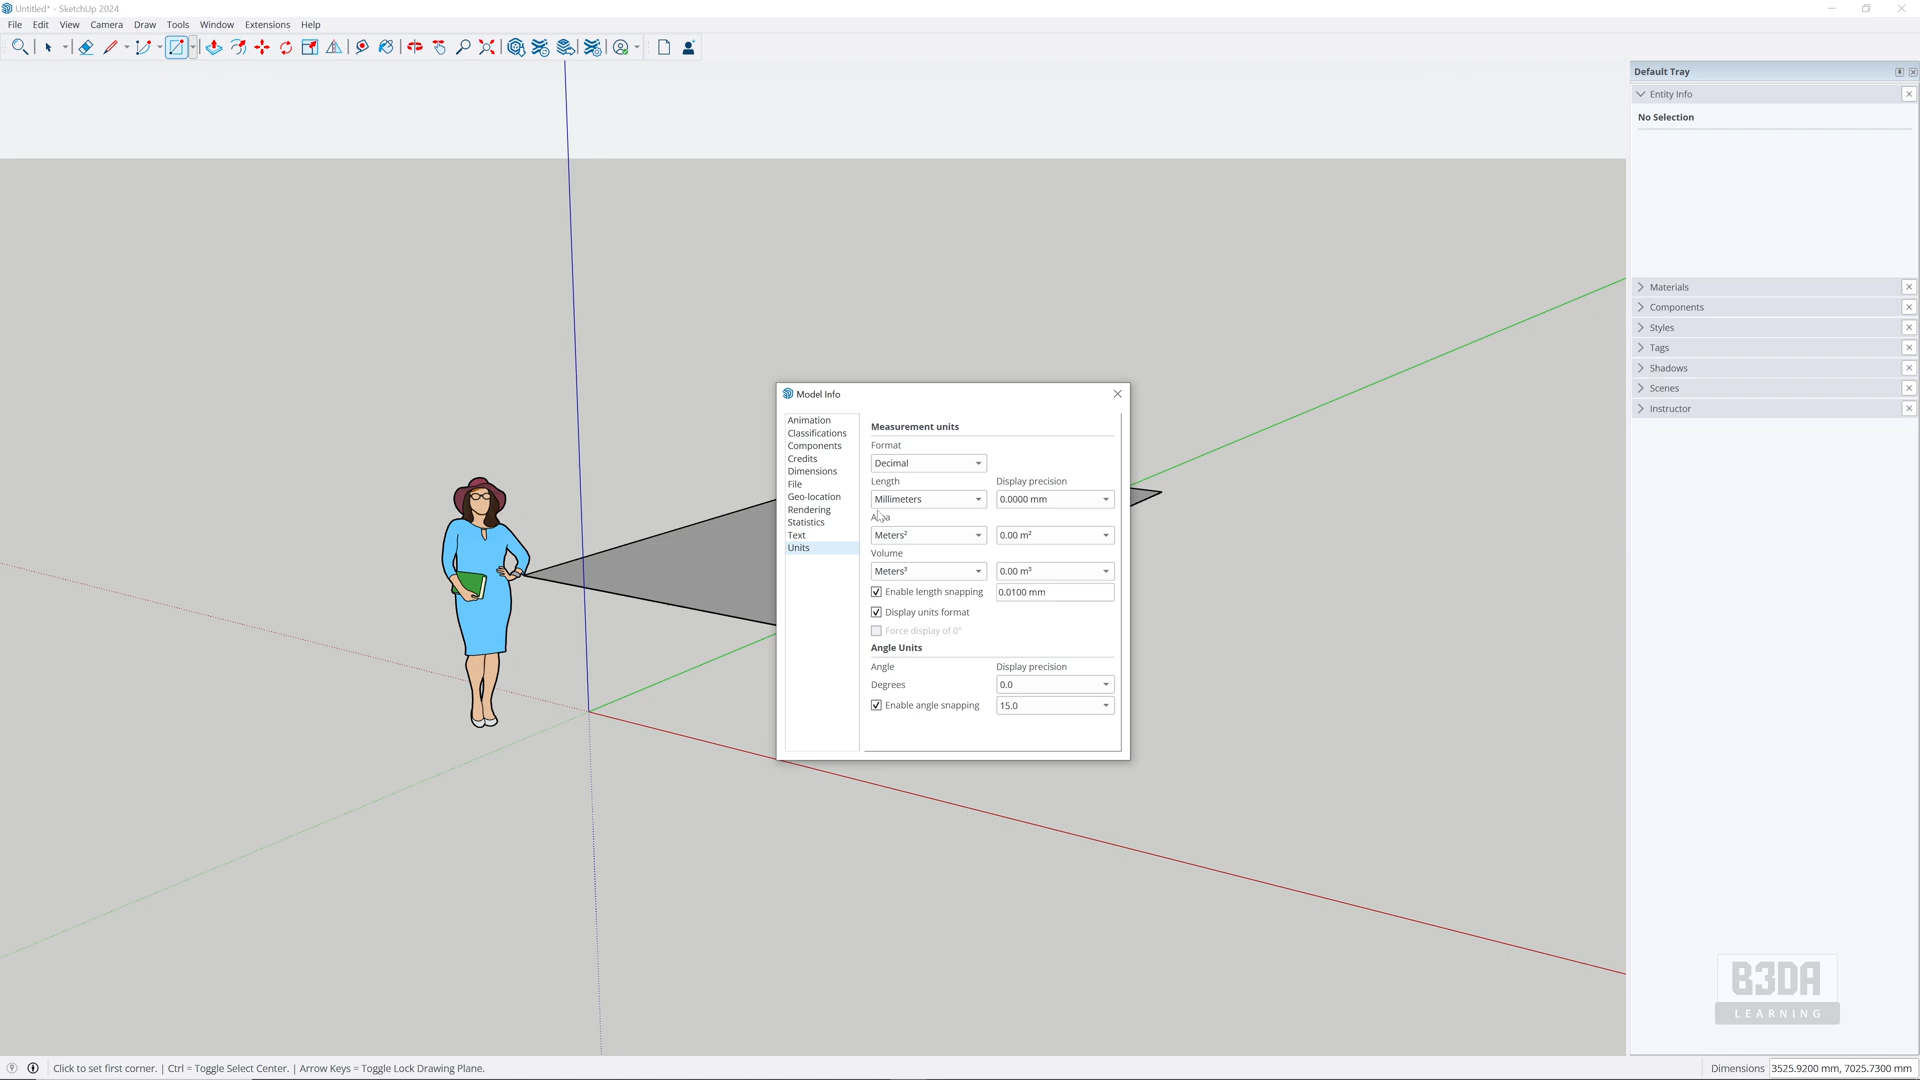 Untitled* - SketchUp 2024
File Edit View Camera Draw Tools Window Extensions Help
Default Tray
Entity Info
No Selection
Materials
Components
Styles
Tags
Shadows
Scenes
Instructor
Model Info
Animation
Classifications
Components
Credits
Dimensions
File
Geo-location
Rendering
Statistics
Text
Units
Measurement units
Format
Decimal
Length Display precision
Millimeters 0.0000 mm
Area
Meters² 0.00 m²
Volume
Meters³ 0.00 m³
Enable length snapping 0.0100 mm
Display units format
Force display of 0"
Angle Units
Angle Display precision
Degrees 0.0
Enable angle snapping 15.0
B3DA
LEARNING
Click to set first corner. | Ctrl = Toggle Select Center. | Arrow Keys = Toggle Lock Drawing Plane.
Dimensions 3525.9200 mm, 7025.7300 mm